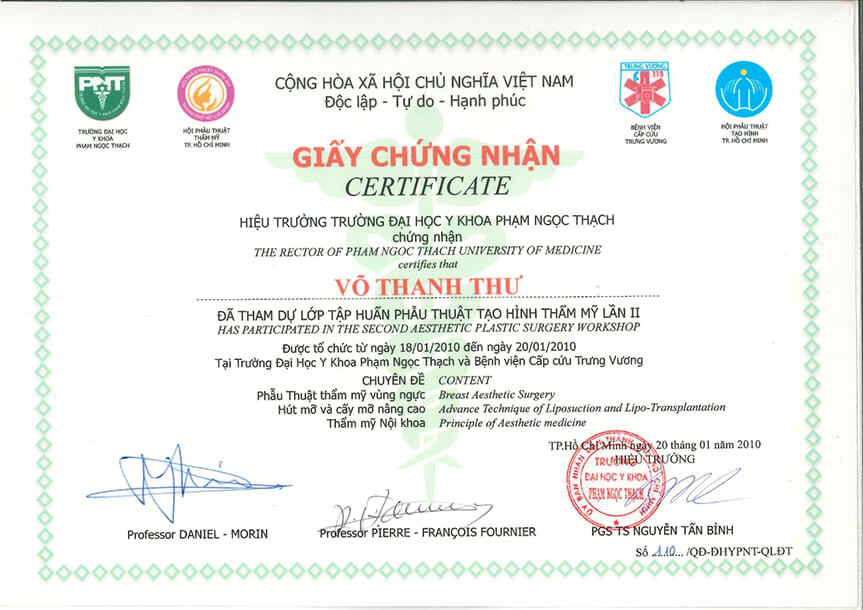 PNT
TRƯỜNG ĐẠI HỌC
Y KHOA
PHẠM NGỌC THẠCH
HỘI PHẪU THUẬT
THẨM MỸ
TP. HỒ CHÍ MINH
CỘNG HÒA XÃ HỘI CHỦ NGHĨA VIỆT NAM
Độc lập - Tự do - Hạnh phúc
TRƯNG VƯƠNG
115
BỆNH VIỆN
CẤP CỨU
TRƯNG VƯƠNG
HỘI PHẪU THUẬT
TẠO HÌNH
TP. HỒ CHÍ MINH
GIẤY CHỨNG NHẬN
CERTIFICATE
HIỆU TRƯỞNG TRƯỜNG ĐẠI HỌC Y KHOA PHẠM NGỌC THẠCH
chứng nhận
THE RECTOR OF PHAM NGOC THACH UNIVERSITY OF MEDICINE
certifies that
VÕ THANH THƯ
ĐÃ THAM DỰ LỚP TẬP HUẤN PHẪU THUẬT TẠO HÌNH THẨM MỸ LẦN II
HAS PARTICIPATED IN THE SECOND AESTHETIC PLASTIC SURGERY WORKSHOP
Được tổ chức từ ngày 18/01/2010 đến ngày 20/01/2010
Tại Trường Đại Học Y Khoa Phạm Ngọc Thạch và Bệnh viện Cấp cứu Trưng Vương
CHUYÊN ĐỀ CONTENT
Phẫu Thuật thẩm mỹ vùng ngực Breast Aesthetic Surgery
Hút mỡ và cấy mỡ nâng cao Advance Technique of Liposuction and Lipo-Transplantation
Thẩm mỹ Nội khoa Principle of Aesthetic medicine
TP.Hồ Chí Minh ngày 20 tháng 01 năm 2010
HIỆU TRƯỞNG
TRƯỜNG
ĐẠI HỌC Y KHOA
PHẠM NGỌC THẠCH
Professor DANIEL - MORIN
Professor PIERRE - FRANÇOIS FOURNIER
PGS TS NGUYỄN TẤN BỈNH
Số .110... /QĐ-ĐHYPNT-QLĐT